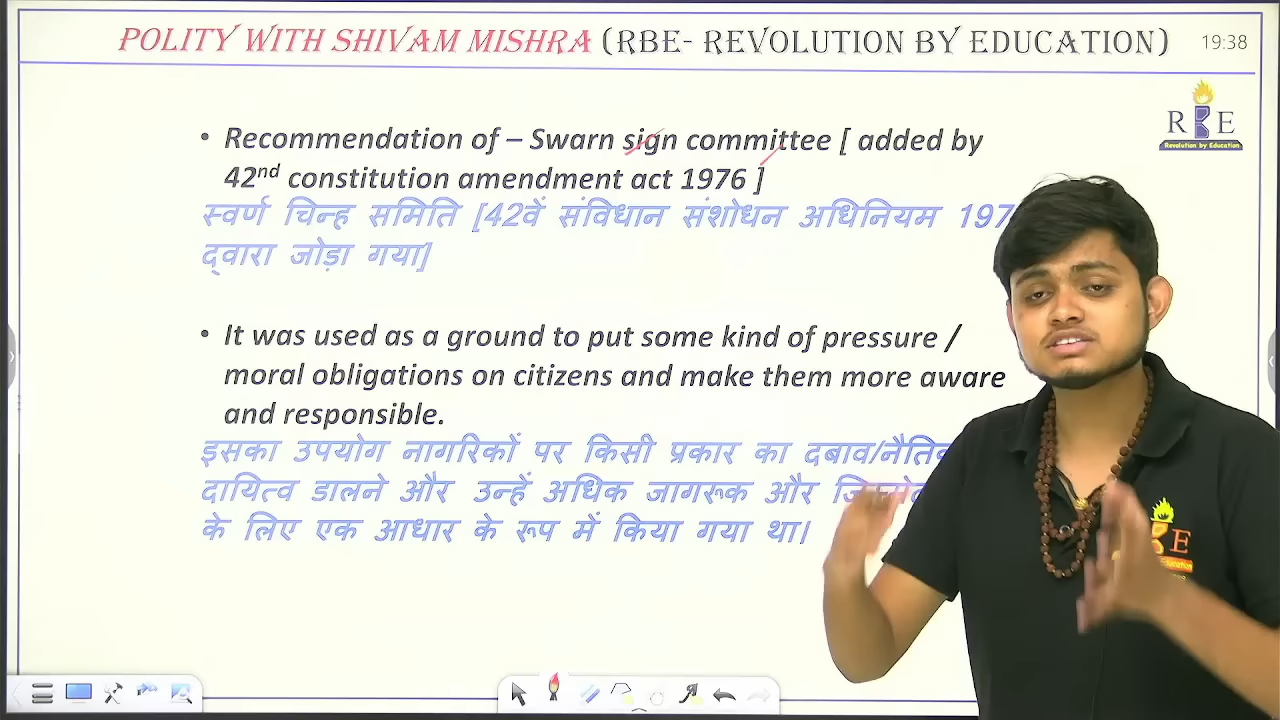 POLITY WITH SHIVAM MISHRA (RBE- REVOLUTION BY EDUCATION)
19:38
RBE
Revolution by Education
• Recommendation of – Swarn sign committee [ added by
42nd constitution amendment act 1976 ]
स्वर्ण चिन्ह समिति [42वें संविधान संशोधन अधिनियम 197
द्वारा जोड़ा गया]
• It was used as a ground to put some kind of pressure /
moral obligations on citizens and make them more aware
and responsible.
इसका उपयोग नागरिकों पर किसी प्रकार का दबाव/नैतिक
दायित्व डालने और उन्हें अधिक जागरूक और
के लिए एक आधार के रूप में किया गया था।
E